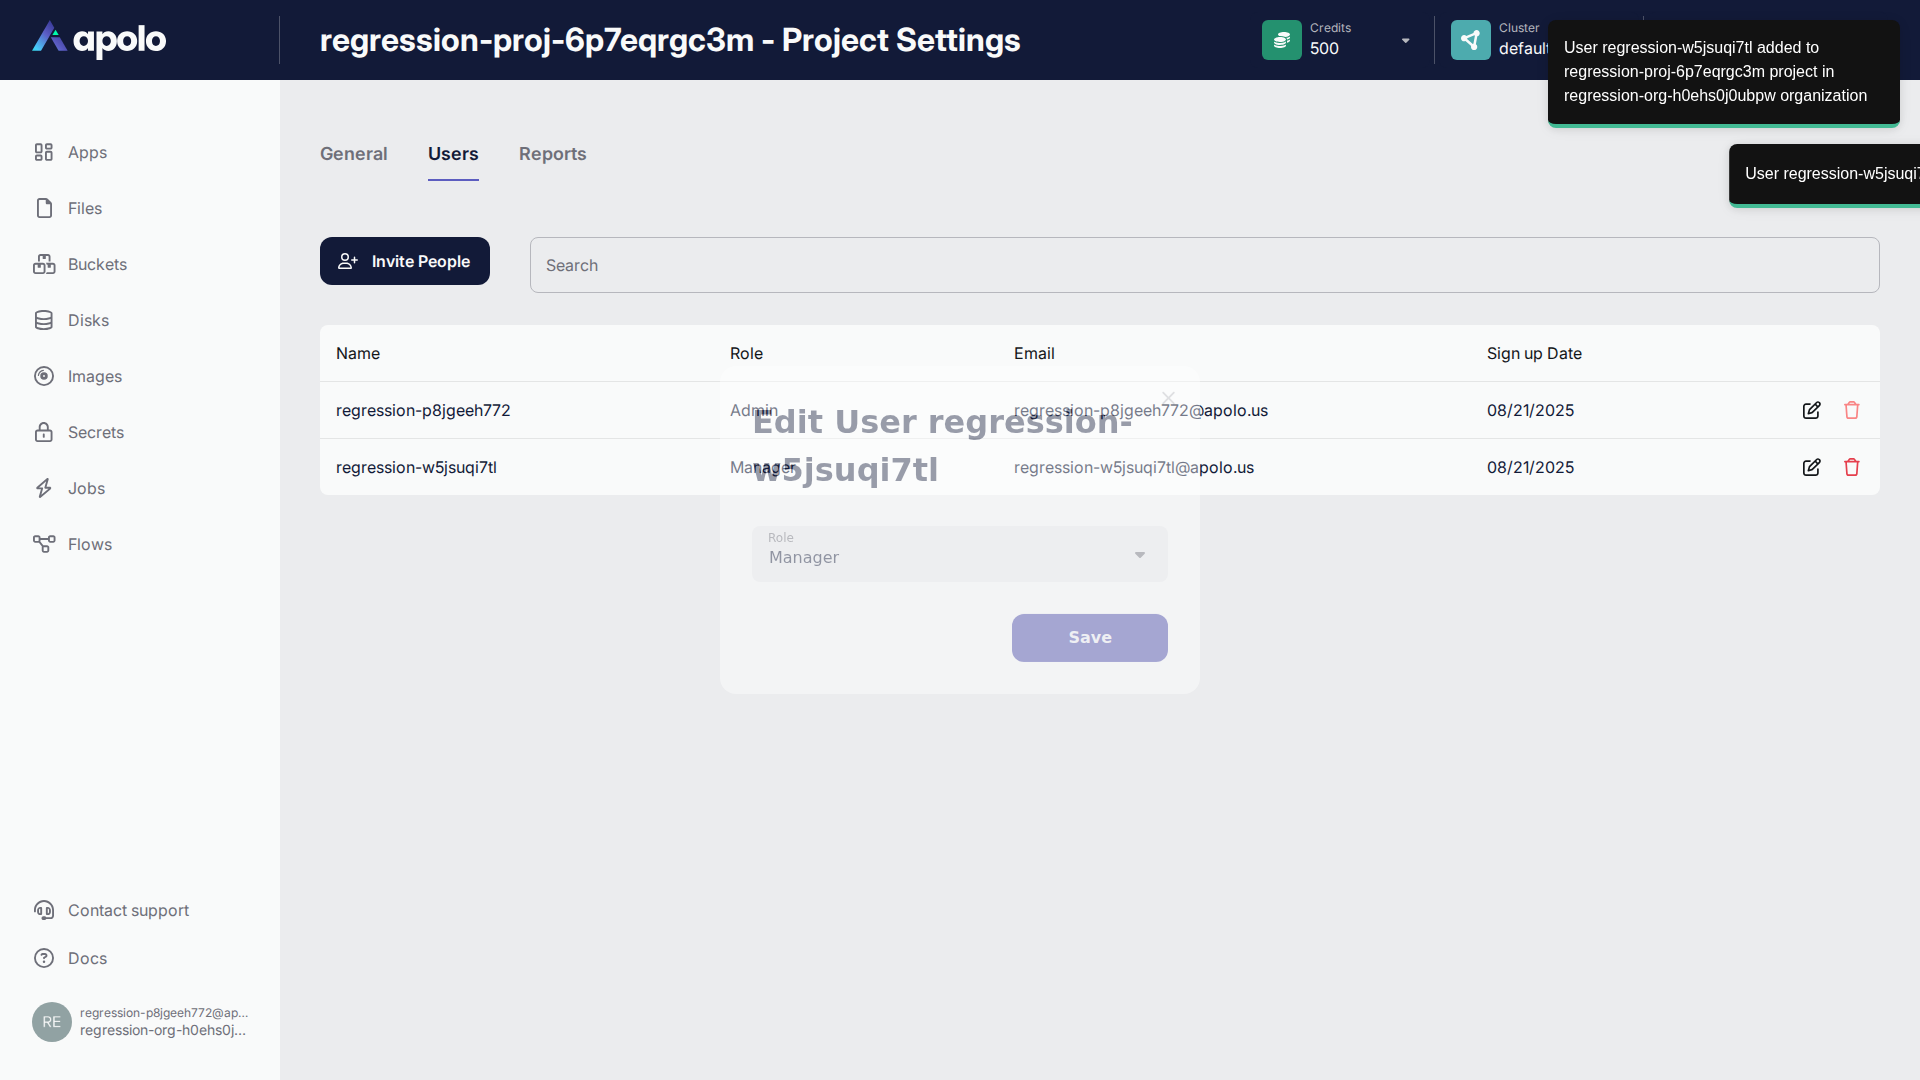 apolo
regression-proj-6p7eqrgc3m - Project Settings
Credits
500
Cluster
default
User regression-w5jsuqi7tl added to
regression-proj-6p7eqrgc3m project in
regression-org-h0ehs0j0ubpw organization
User regression-w5jsuqi7
Apps
Files
Buckets
Disks
Images
Secrets
Jobs
Flows
General Users Reports
Invite People
Search
Name Role Email Sign up Date
regression-p8jgeeh772 Admin regression-p8jgeeh772@apolo.us 08/21/2025
regression-w5jsuqi7tl Manager regression-w5jsuqi7tl@apolo.us 08/21/2025
Edit User regression-
w5jsuqi7tl
Role
Manager
Save
Contact support
Docs
RE
regression-p8jgeeh772@ap...
regression-org-h0ehs0j...